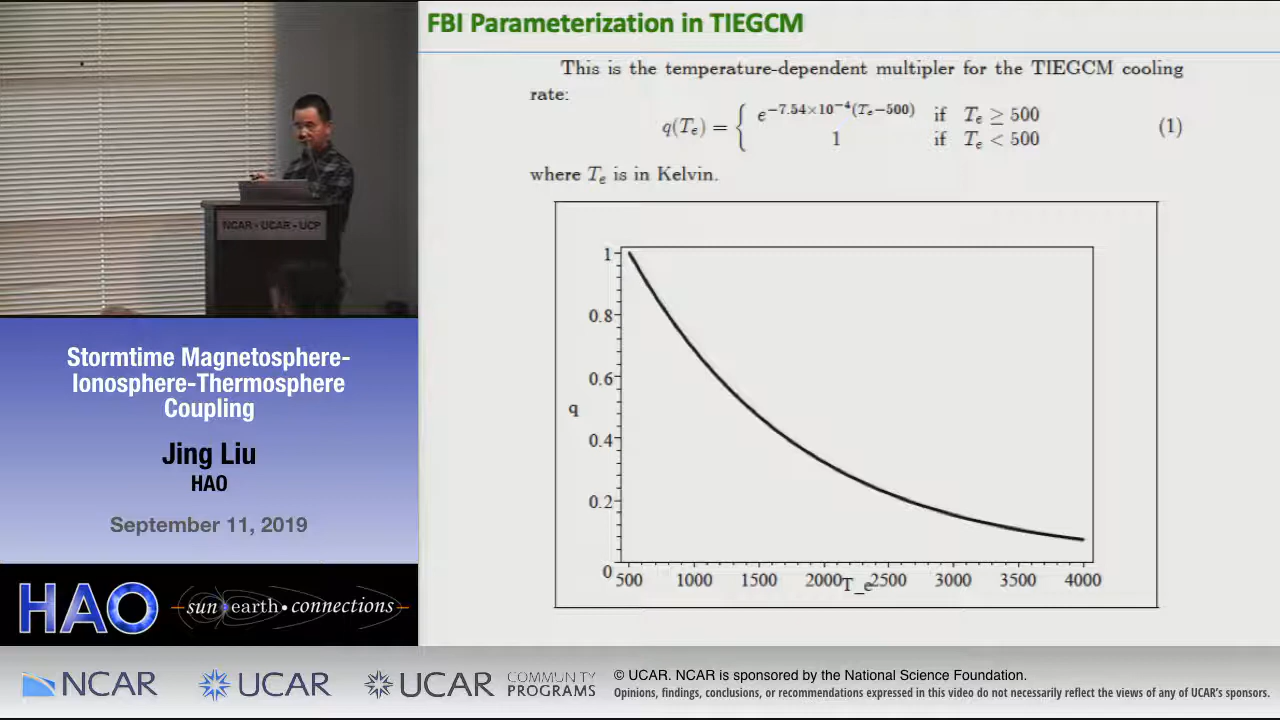 FBI Parameterization in TIEGCM
This is the temperature-dependent multipler for the TIEGCM cooling
rate:
q(Tₑ) = { e^{−7.54×10^{−4}(Tₑ−500)} if Tₑ ≥ 500
1 if Tₑ < 500 (1)
where Tₑ is in Kelvin.
1
0.8
0.6
q
0.4
0.2
0
500 1000 1500 2000 2500 3000 3500 4000
T_e
NCAR • UCAR • UCP
Stormtime Magnetosphere-
Ionosphere-Thermosphere
Coupling
Jing Liu
HAO
September 11, 2019
HAO
sun earth • connections
NCAR
UCAR
UCAR
COMMUNITY
PROGRAMS
© UCAR. NCAR is sponsored by the National Science Foundation.
Opinions, findings, conclusions, or recommendations expressed in this video do not necessarily reflect the views of any of UCAR's sponsors.